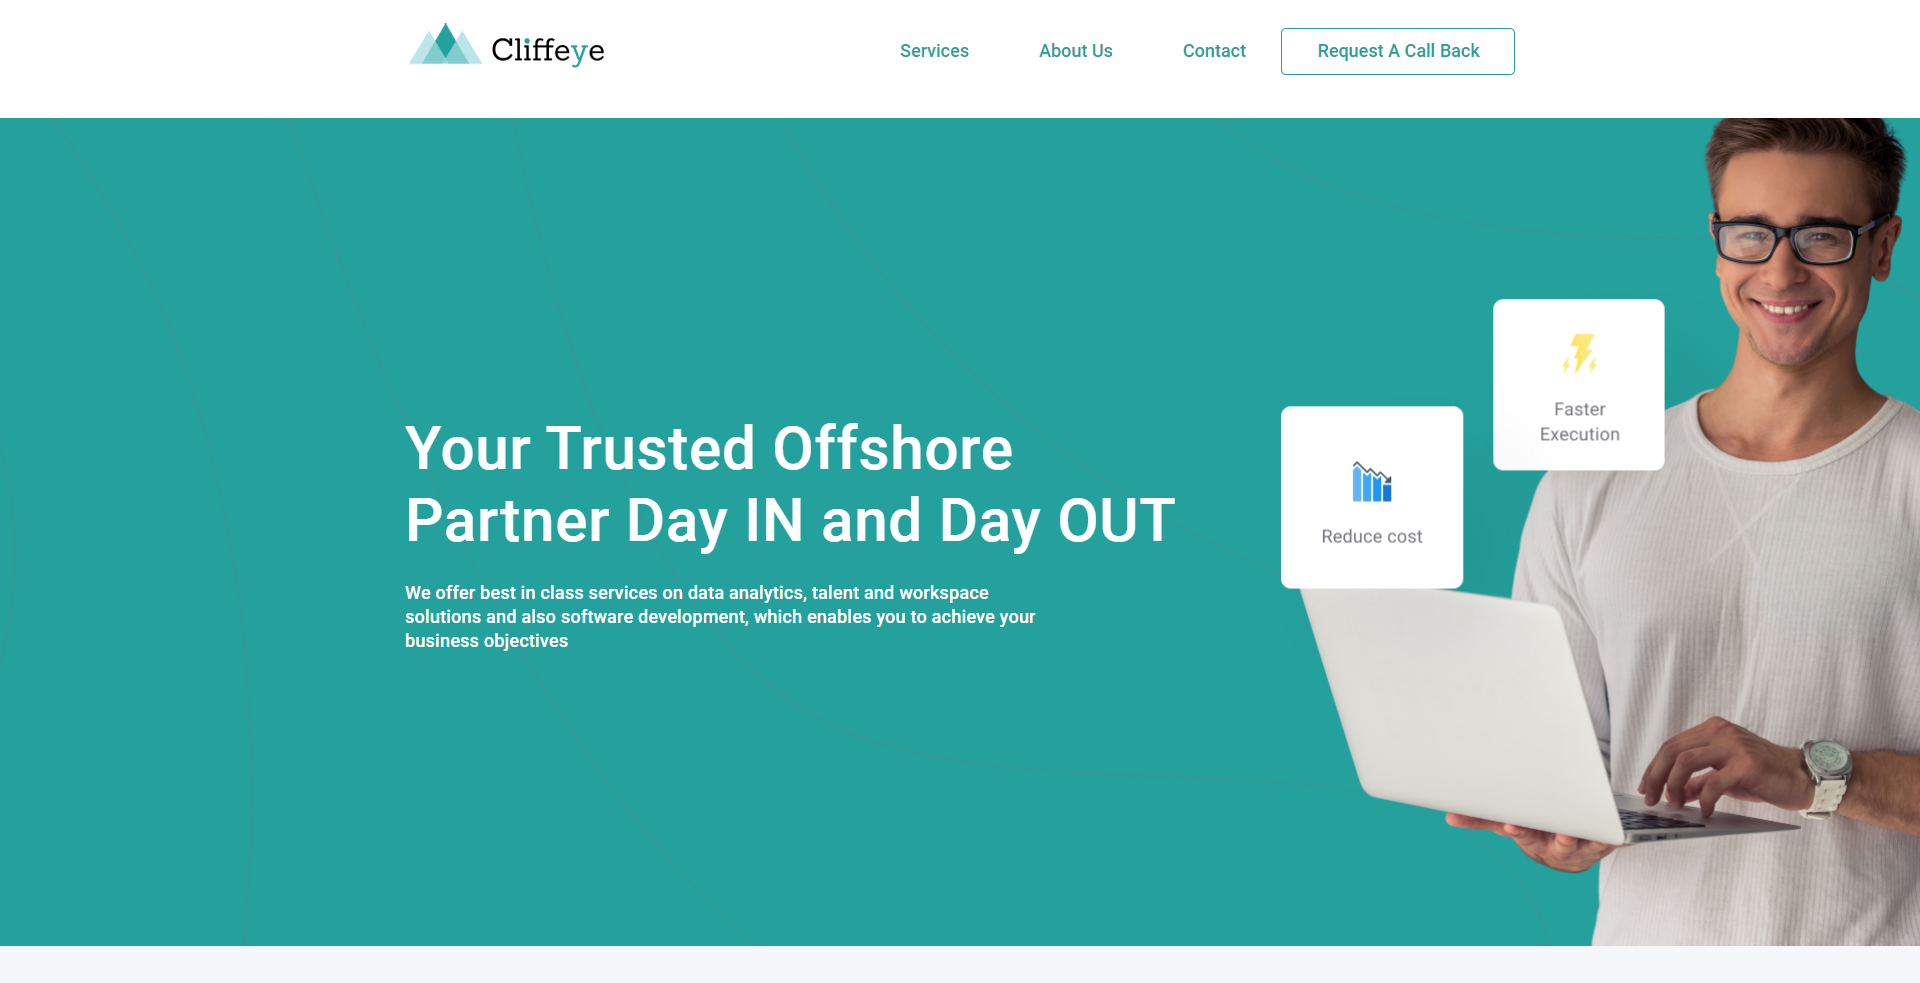 Cliffeye
Services
About Us
Contact
Request A Call Back
Your Trusted Offshore
Partner Day IN and Day OUT
We offer best in class services on data analytics, talent and workspace
solutions and also software development, which enables you to achieve your
business objectives
Faster
Execution
Reduce cost